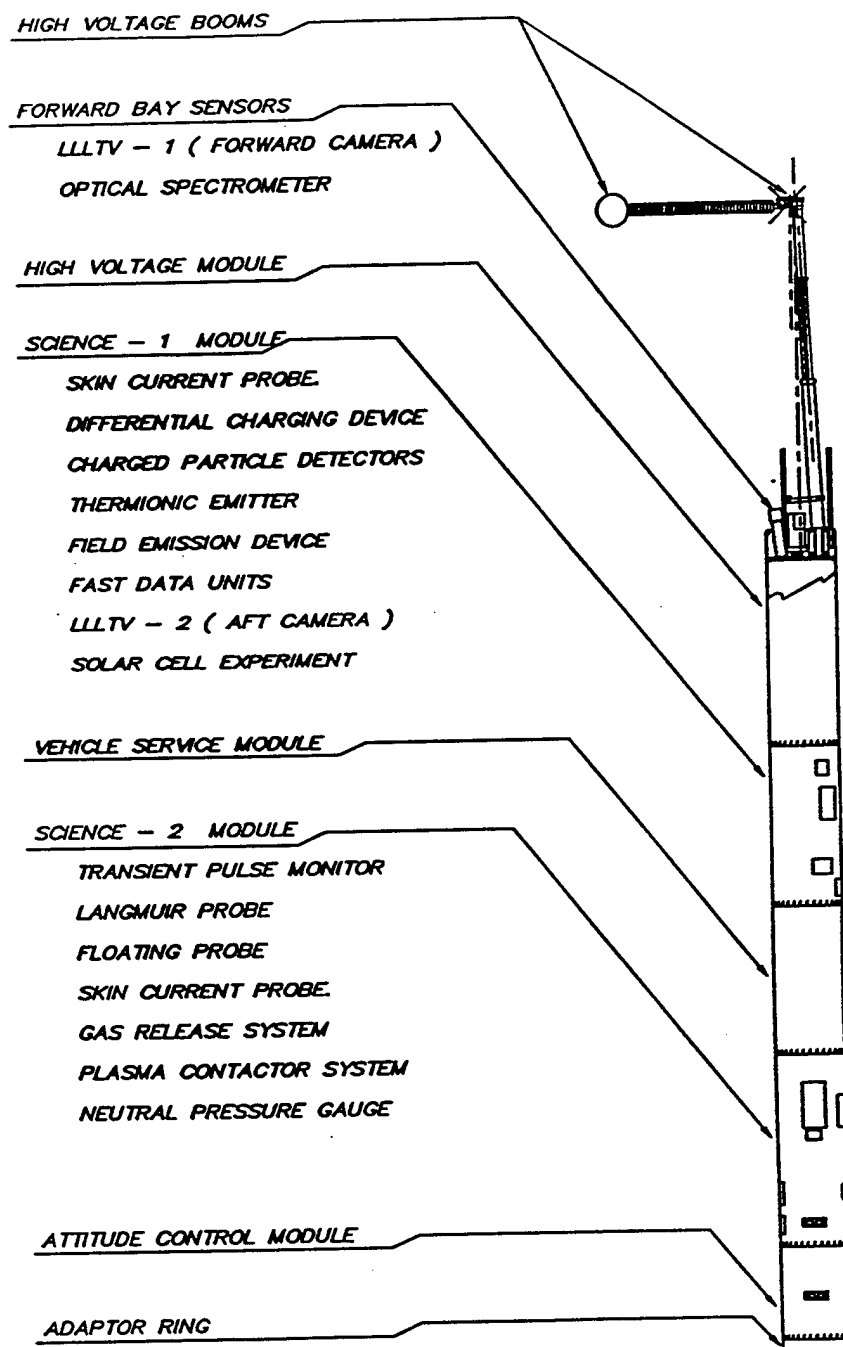 HIGH VOLTAGE BOOMS
FORWARD BAY SENSORS
LLLTV - 1 ( FORWARD CAMERA )
OPTICAL SPECTROMETER
HIGH VOLTAGE MODULE
SCIENCE - 1 MODULE
SKIN CURRENT PROBE.
DIFFERENTIAL CHARGING DEVICE
CHARGED PARTICLE DETECTORS
THERMIONIC EMITTER
FIELD EMISSION DEVICE
FAST DATA UNITS
LLLTV - 2 ( AFT CAMERA )
SOLAR CELL EXPERIMENT
VEHICLE SERVICE MODULE
SCIENCE - 2 MODULE
TRANSIENT PULSE MONITOR
LANGMUIR PROBE
FLOATING PROBE
SKIN CURRENT PROBE.
GAS RELEASE SYSTEM
PLASMA CONTACTOR SYSTEM
NEUTRAL PRESSURE GAUGE
ATTITUDE CONTROL MODULE
ADAPTOR RING